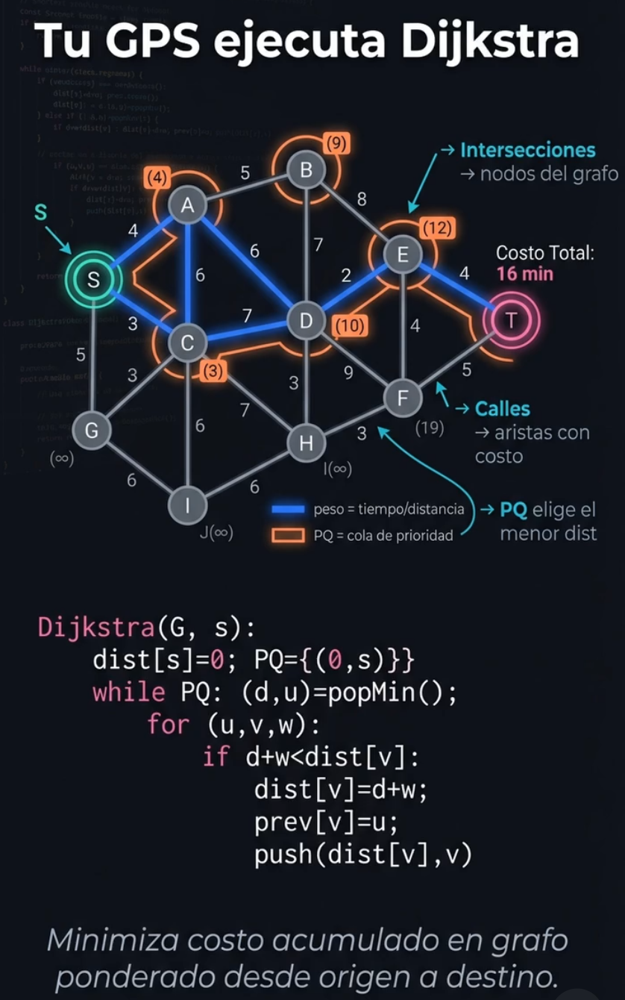 Tu GPS ejecuta Dijkstra
(9)
→ Intersecciones
→ nodos del grafo
(4)
5
B
A
8
S
(12)
4
6
7
E
Costo Total:
16 min
S
6
2
4
3
7
D
(10)
T
C
4
5
3
(3)
3
9
5
6
7
F
→ Calles
G
H
3
(19)
→ aristas con
costo
(∞)
I(∞)
6
6
I
peso = tiempo/distancia
→ PQ elige el
J(∞)
PQ = cola de prioridad
menor dist
Dijkstra(G, s):
dist[s]=0; PQ={(0,s)}}
while PQ: (d,u)=popMin();
for (u,v,w):
if d+w<dist[v]:
dist[v]=d+w;
prev[v]=u;
push(dist[v],v)
Minimiza costo acumulado en grafo
ponderado desde origen a destino.